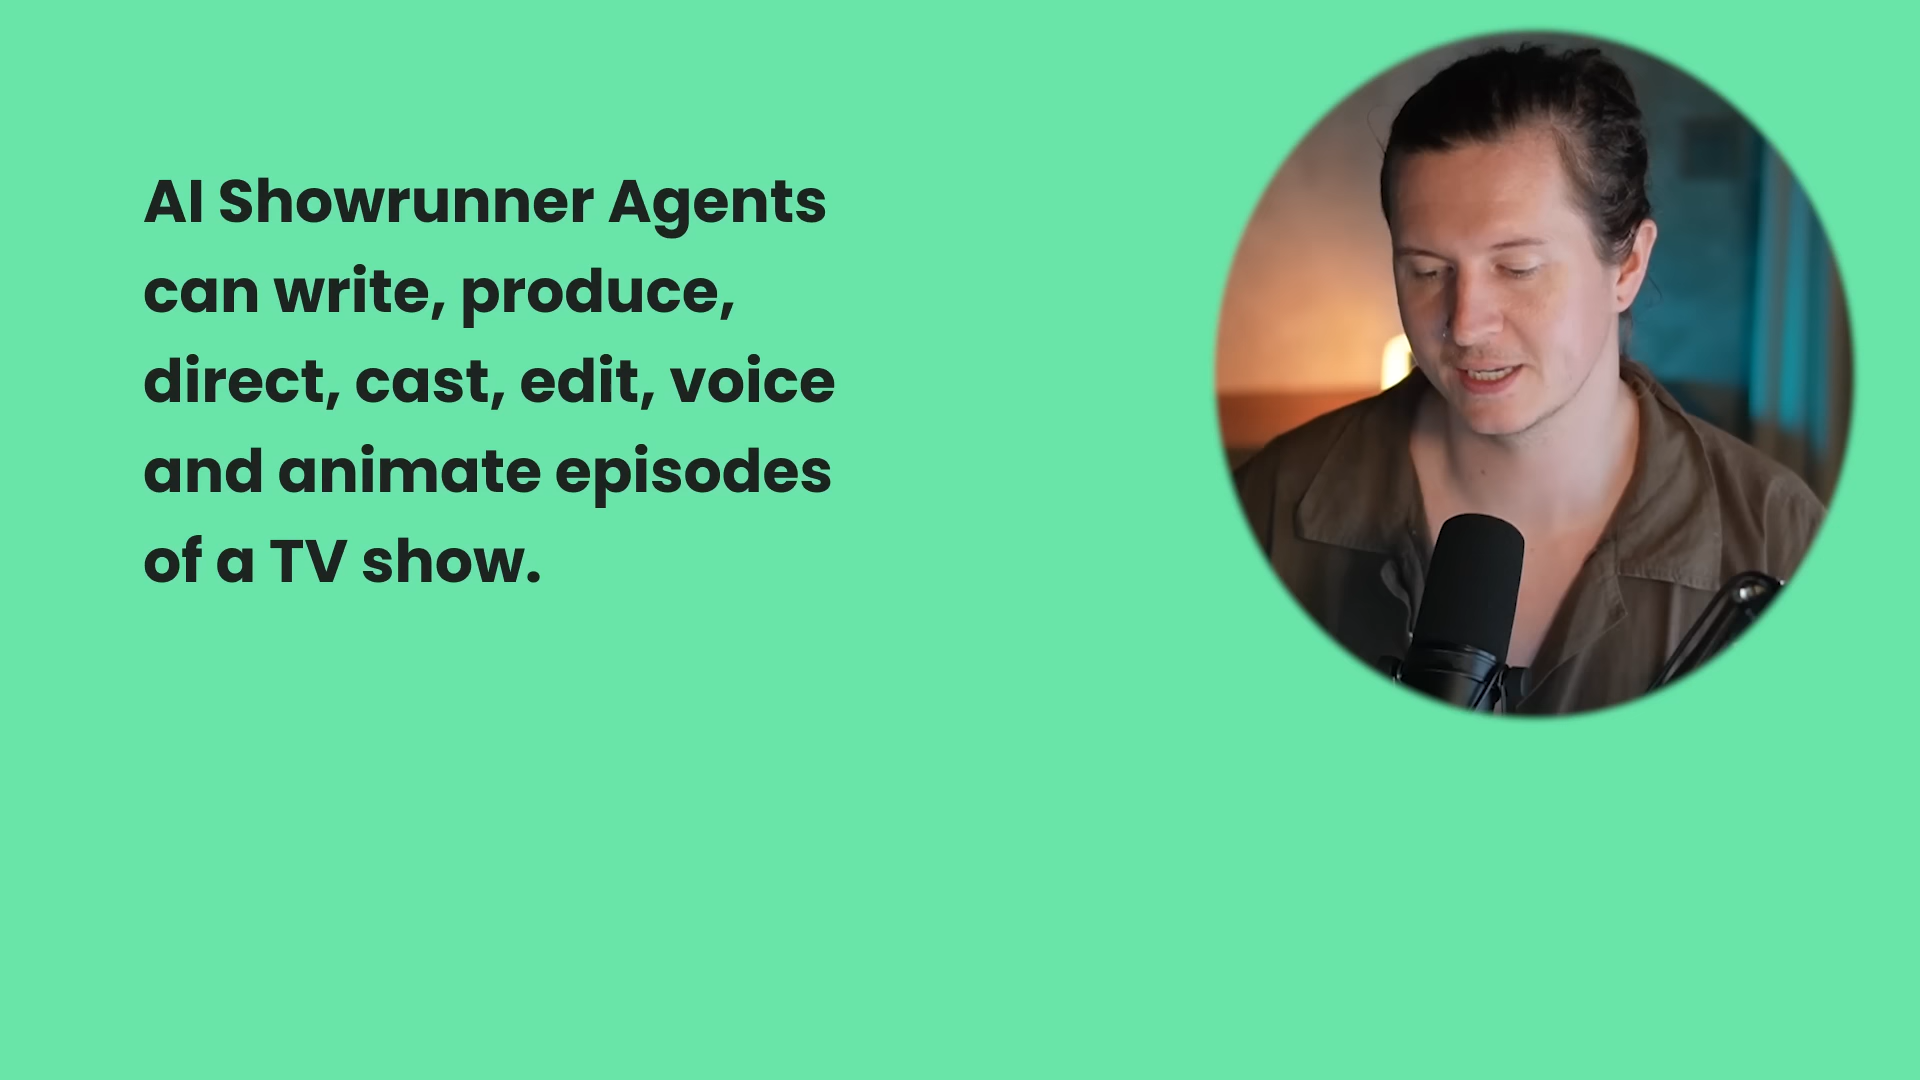 AI Showrunner Agents
can write, produce,
direct, cast, edit, voice
and animate episodes
of a TV show.